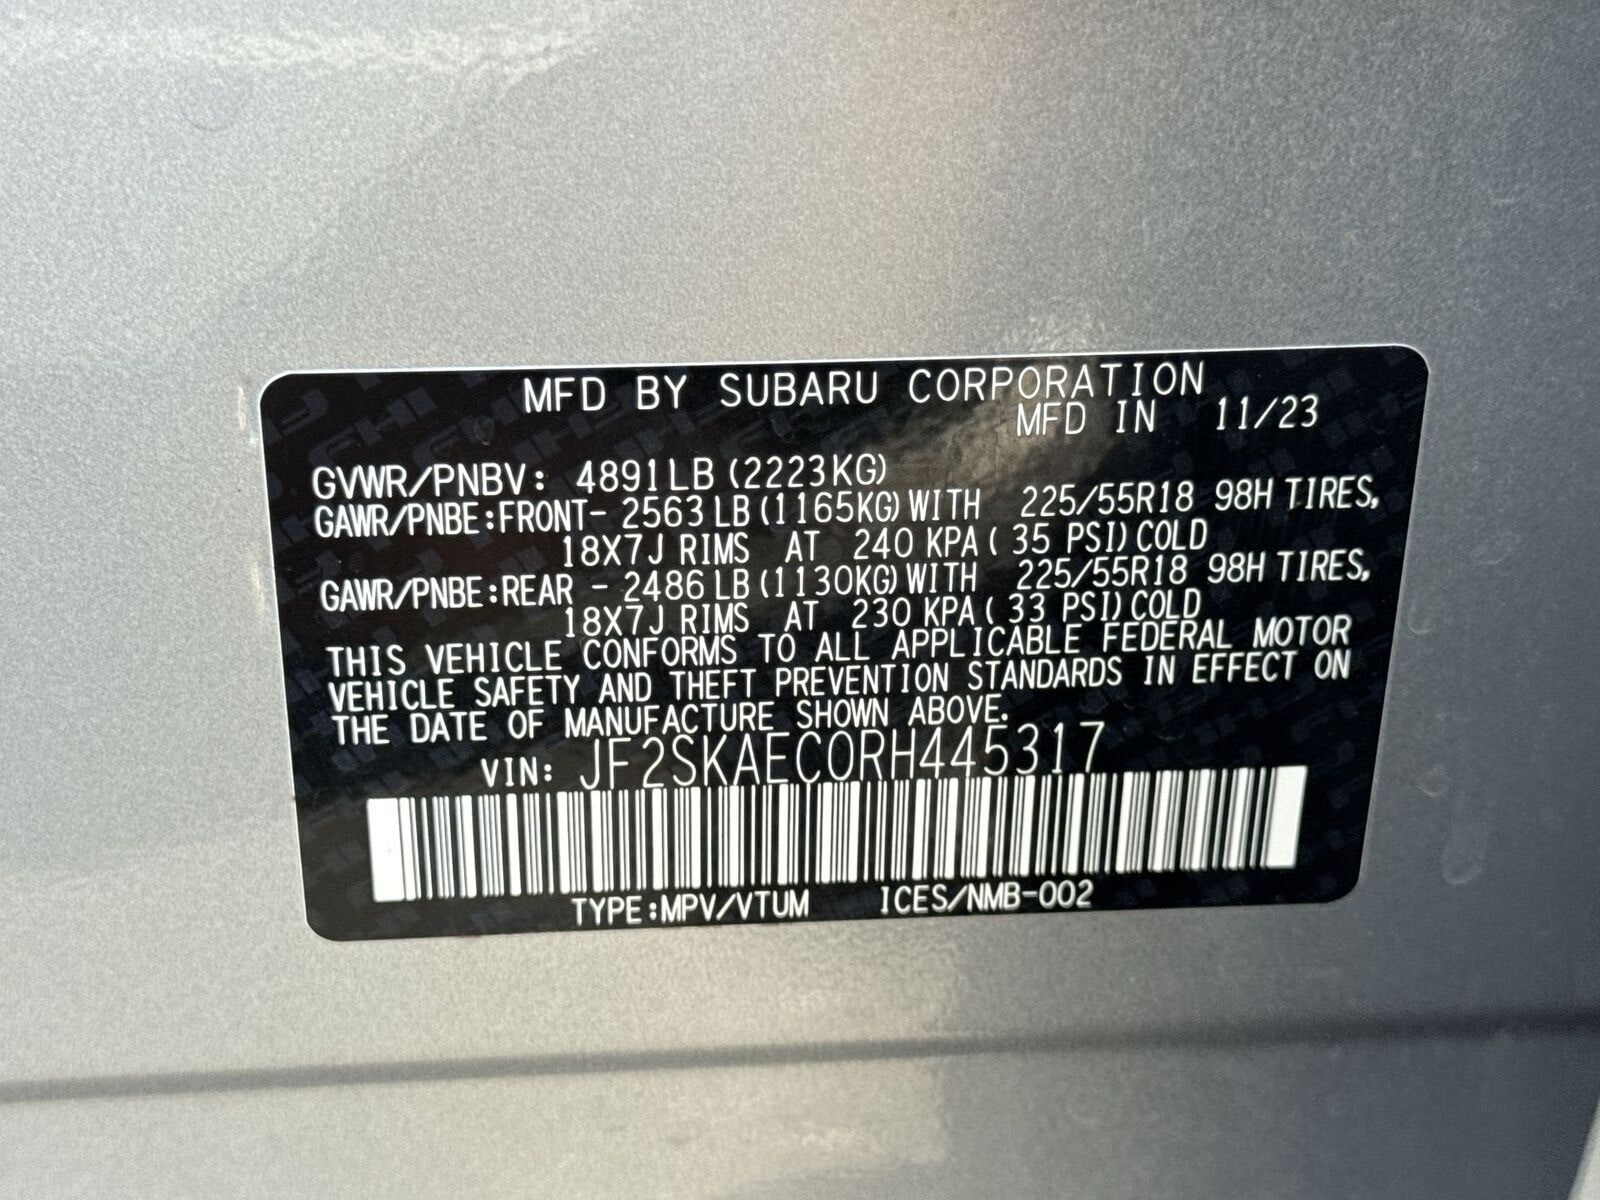 MFD BY SUBARU CORPORATION
MFD IN 11/23
GVWR/PNBV: 4891LB (2223KG)
GAWR/PNBE:FRONT- 2563LB (1165KG) WITH 225/55R18 98H TIRES,
18X7J RIMS AT 240 KPA( 35 PSI) COLD
GAWR/PNBE:REAR - 2486LB (1130KG) WITH 225/55R18 98H TIRES,
18X7J RIMS AT 230 KPA( 33 PSI) COLD
THIS VEHICLE CONFORMS TO ALL APPLICABLE FEDERAL MOTOR
VEHICLE SAFETY AND THEFT PREVENTION STANDARDS IN EFFECT ON
THE DATE OF MANUFACTURE SHOWN ABOVE.
VIN: JF2SKAEC0RH445317
TYPE:MPV/VTUM ICES/NMB-002